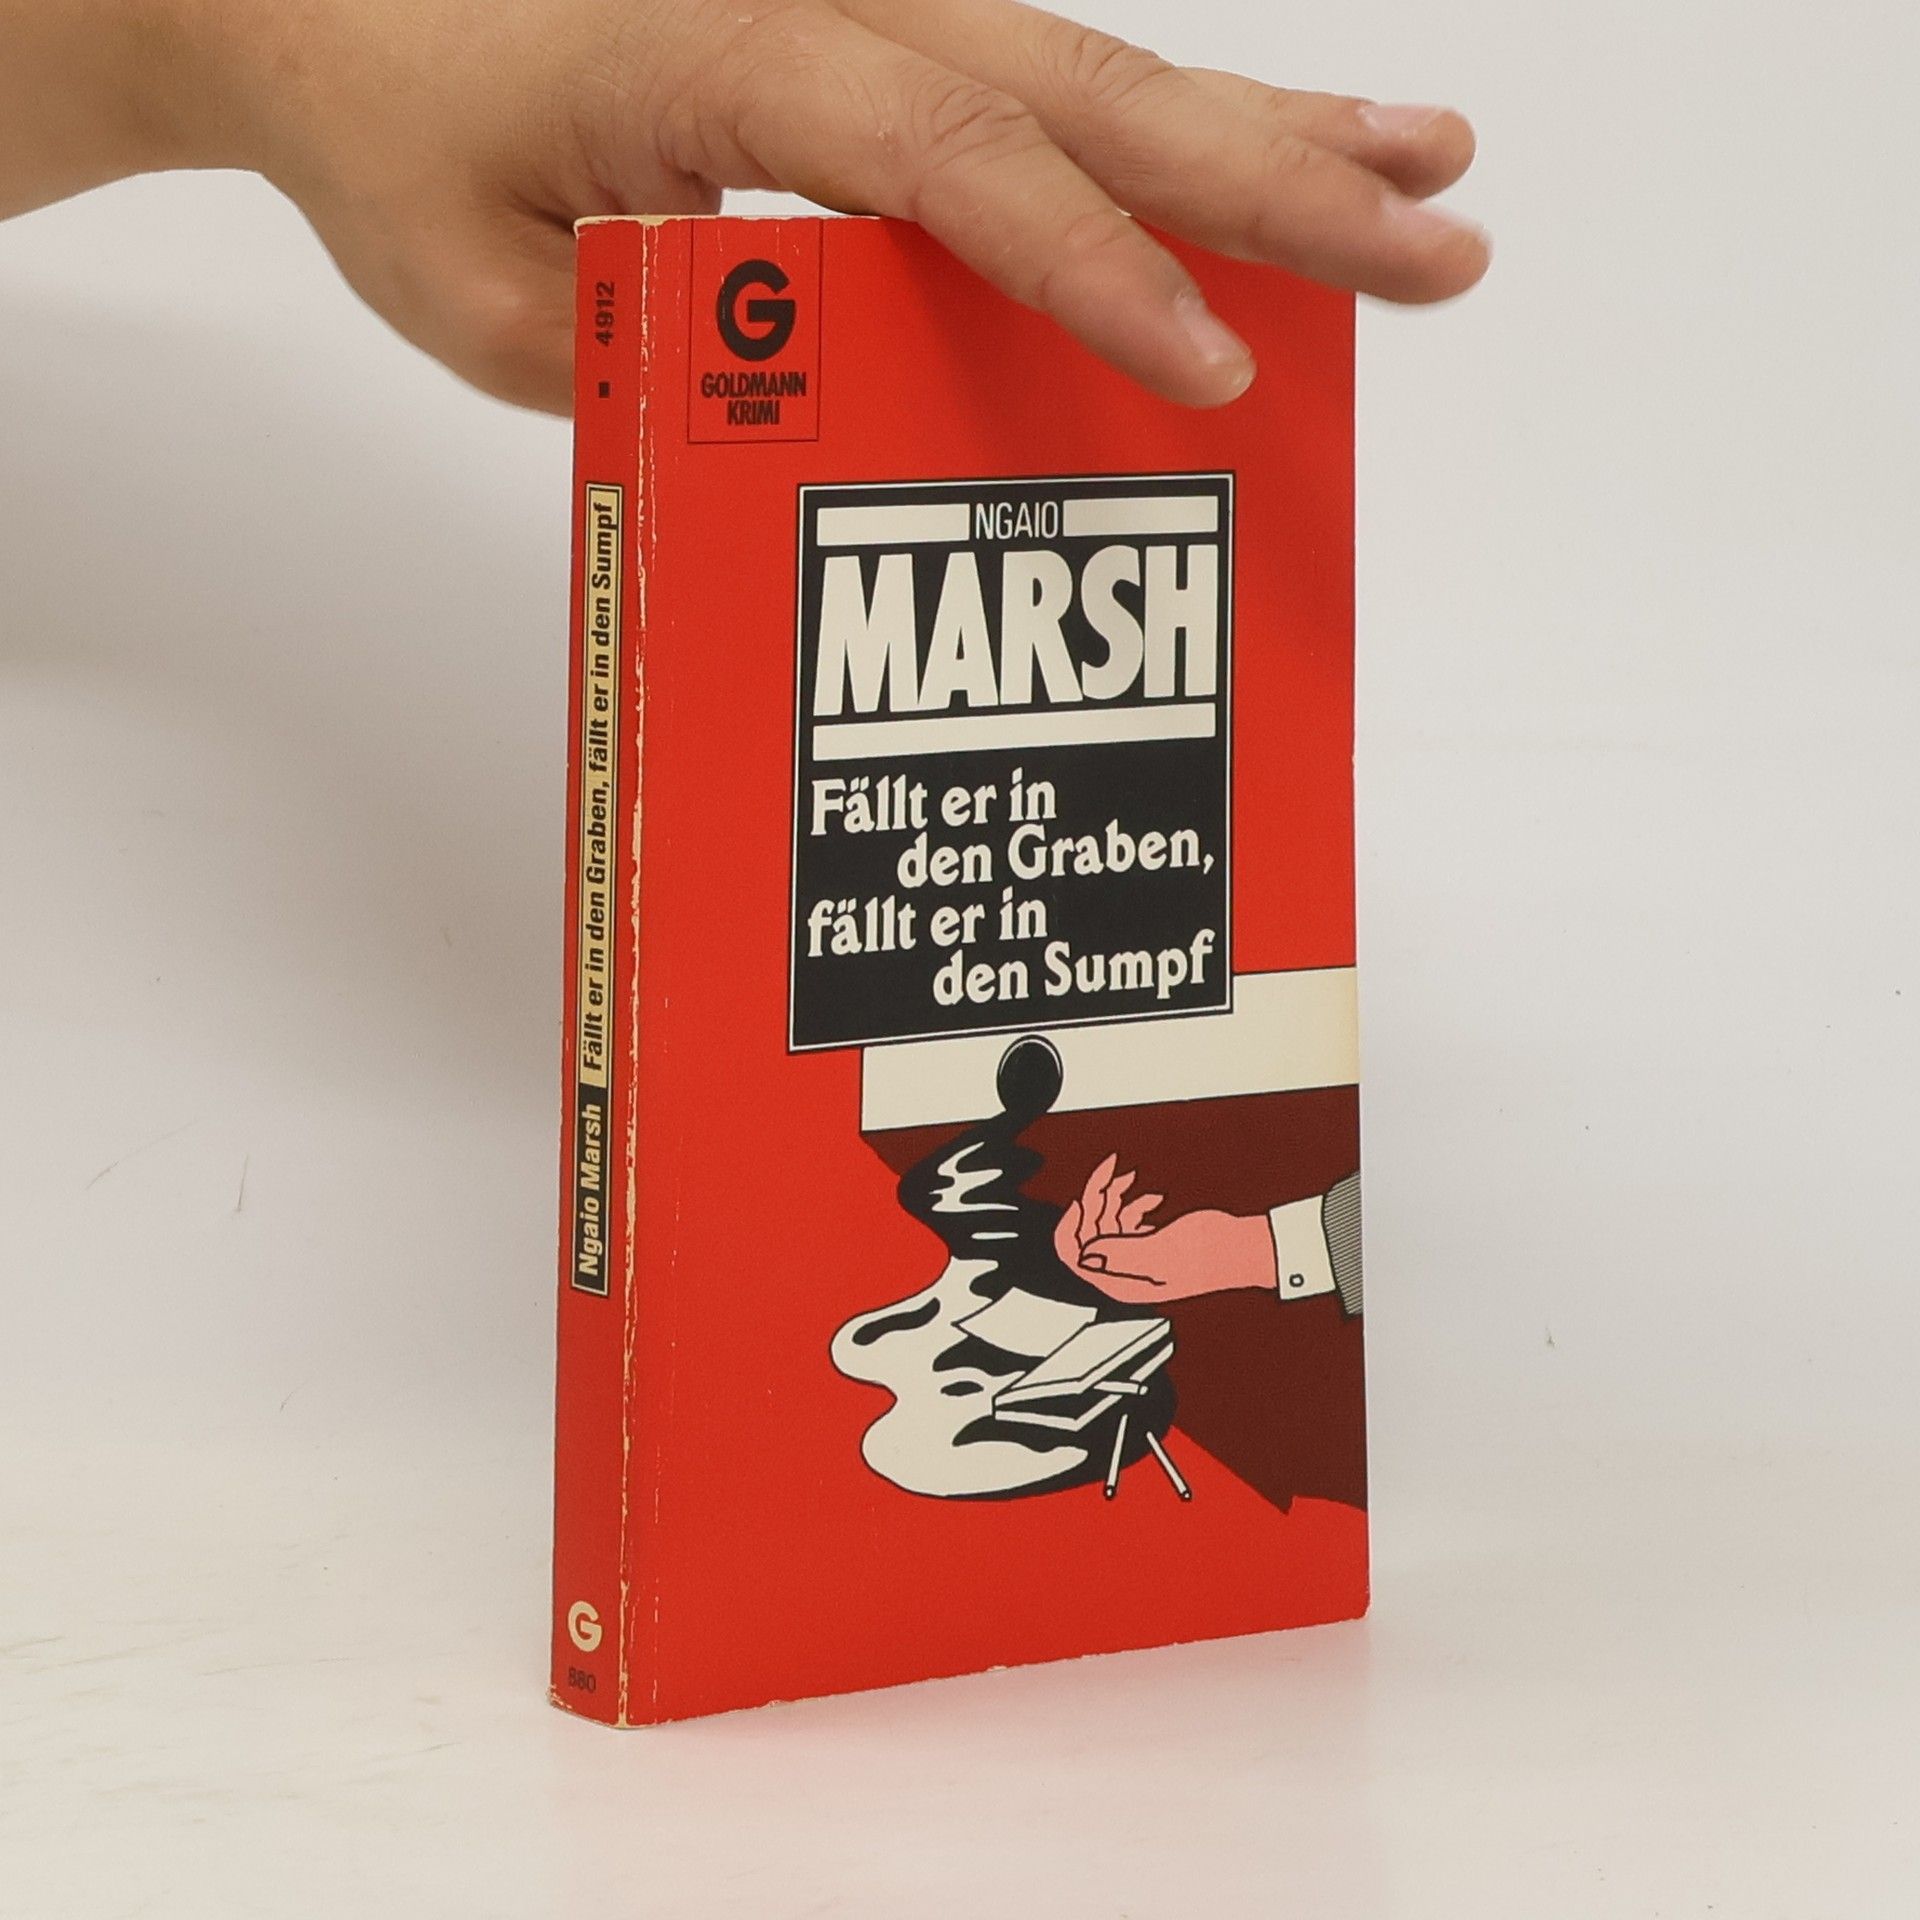 4912
Ngaio Marsh Fällt er in den Graben, fällt er in den Sumpf
G
880
G
GOLDMANN
KRIMI
NGAIO
MARSH
Fällt er in
den Graben,
fällt er in
den Sumpf